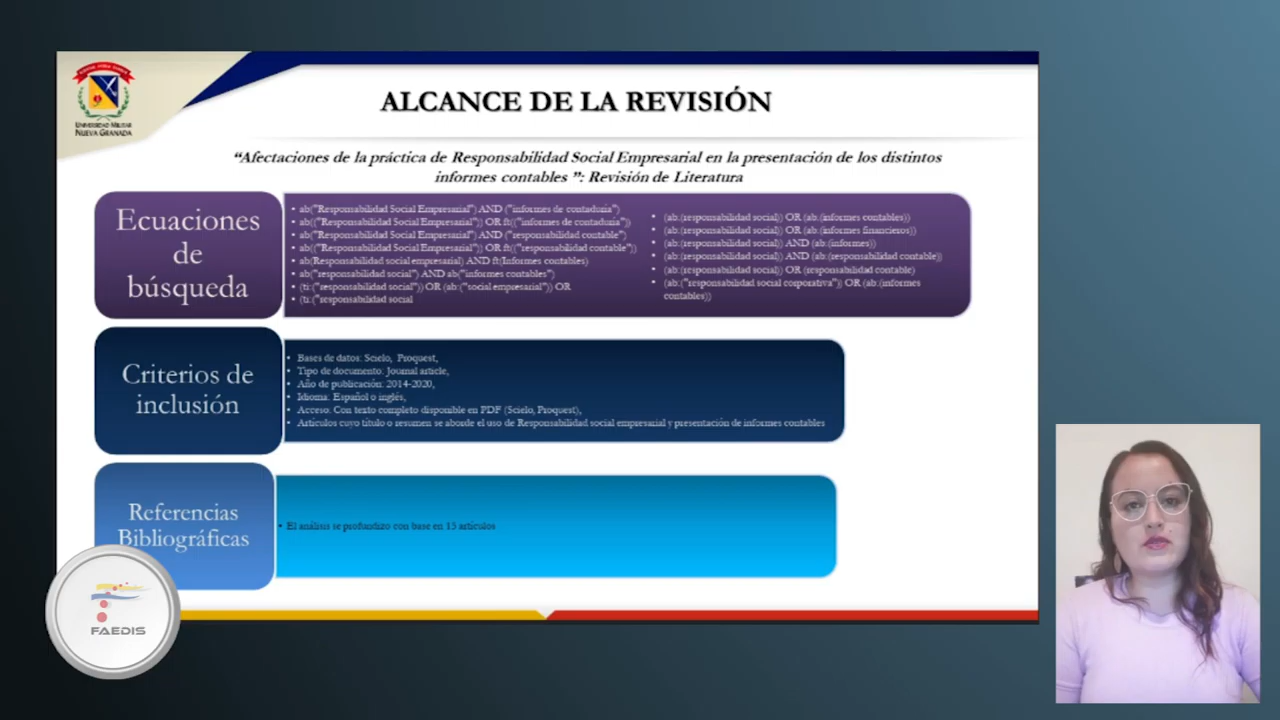 UNIVERSIDAD MILITAR
NUEVA GRANADA
ALCANCE DE LA REVISIÓN
“Afectaciones de la práctica de Responsabilidad Social Empresarial en la presentación de los distintos
informes contables ”: Revisión de Literatura
Ecuaciones
de
búsqueda
• ab("Responsabilidad Social Empresarial") AND ("informes de contaduría")
• ab(("Responsabilidad Social Empresarial")) OR ft(("informes de contaduría"))
• ab("Responsabilidad Social Empresarial") AND ("responsabilidad contable")
• ab(("Responsabilidad Social Empresarial")) OR ft(("responsabilidad contable"))
• ab(Responsabilidad social empresarial) AND ft(Informes contables)
• ab("responsabilidad social") AND ab("informes contables")
• (ti:("responsabilidad social")) OR (ab:("social empresarial")) OR
• (ti:("responsabilidad social
• (ab:(responsabilidad social)) OR (ab:(informes contables))
• (ab:(responsabilidad social)) OR (ab:(informes financiesos))
• (ab:(responsabilidad social)) AND (ab:(informes))
• (ab:(responsabilidad social)) AND (ab:(responsabilidad contable))
• (ab:(responsabilidad social)) OR (responsabilidad contable)
• (ab:("responsabilidad social corporativa")) OR (ab:(informes
contables))
Criterios de
inclusión
• Bases de datos: Scielo, Proquest,
• Tipo de documento: Journal article,
• Año de publicación: 2014-2020,
• Idioma: Español o inglés,
• Acceso: Con texto completo disponible en PDF (Scielo, Proquest),
• Artículos cuyo título o resumen se aborde el uso de Responsabilidad social empresarial y presentación de informes contables
Referencias
Bibliográficas
• El análisis se profundizo con base en 15 artículos
FAEDIS